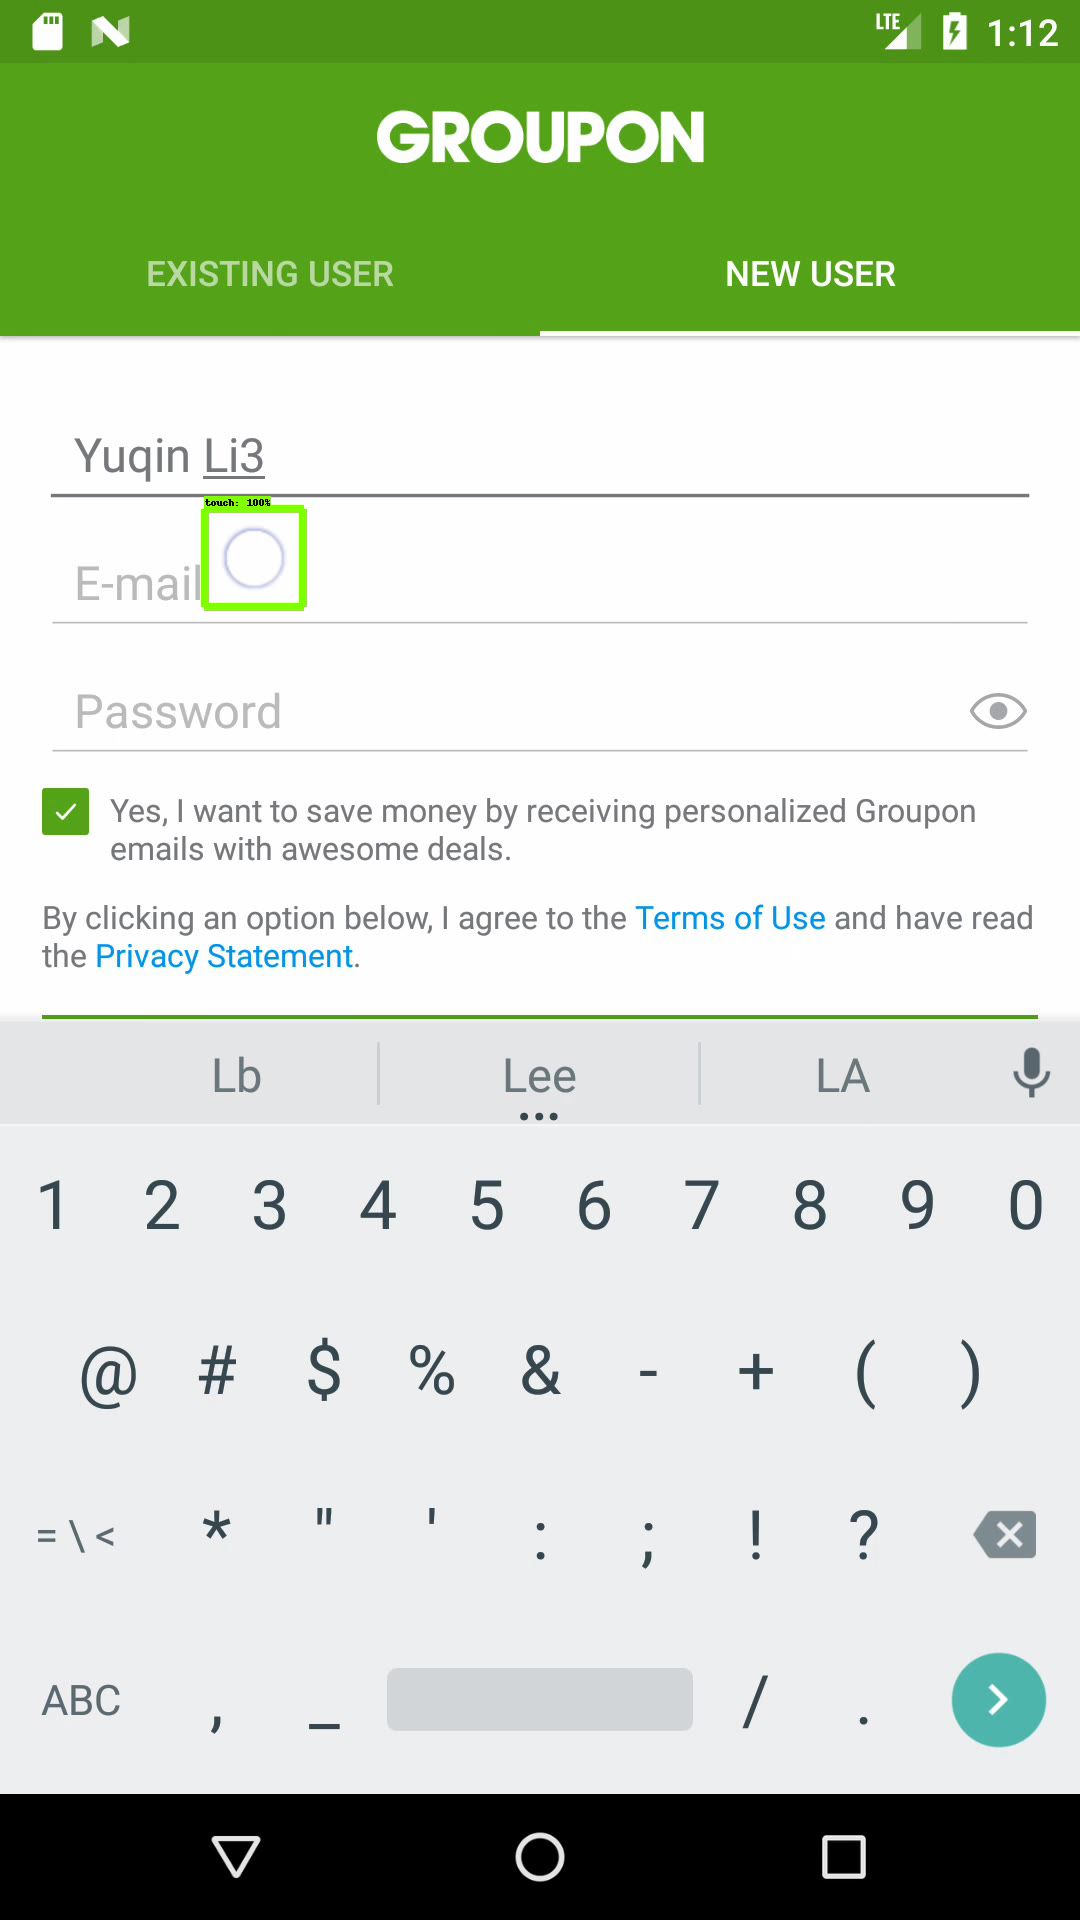 LTE 1:12
GROUPON
EXISTING USER NEW USER
Yuqin Li3
touch: 100%
E-mail
Password
Yes, I want to save money by receiving personalized Groupon
emails with awesome deals.
By clicking an option below, I agree to the Terms of Use and have read
the Privacy Statement.
Lb Lee LA
1 2 3 4 5 6 7 8 9 0
@ # $ % & - + ( )
= \ < * " ' : ; ! ?
ABC , _ / .